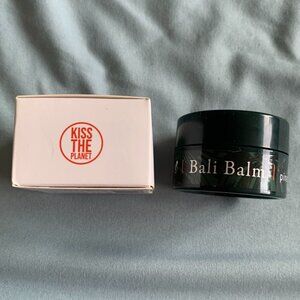 KISS
THE
PLANET
Bali Balm